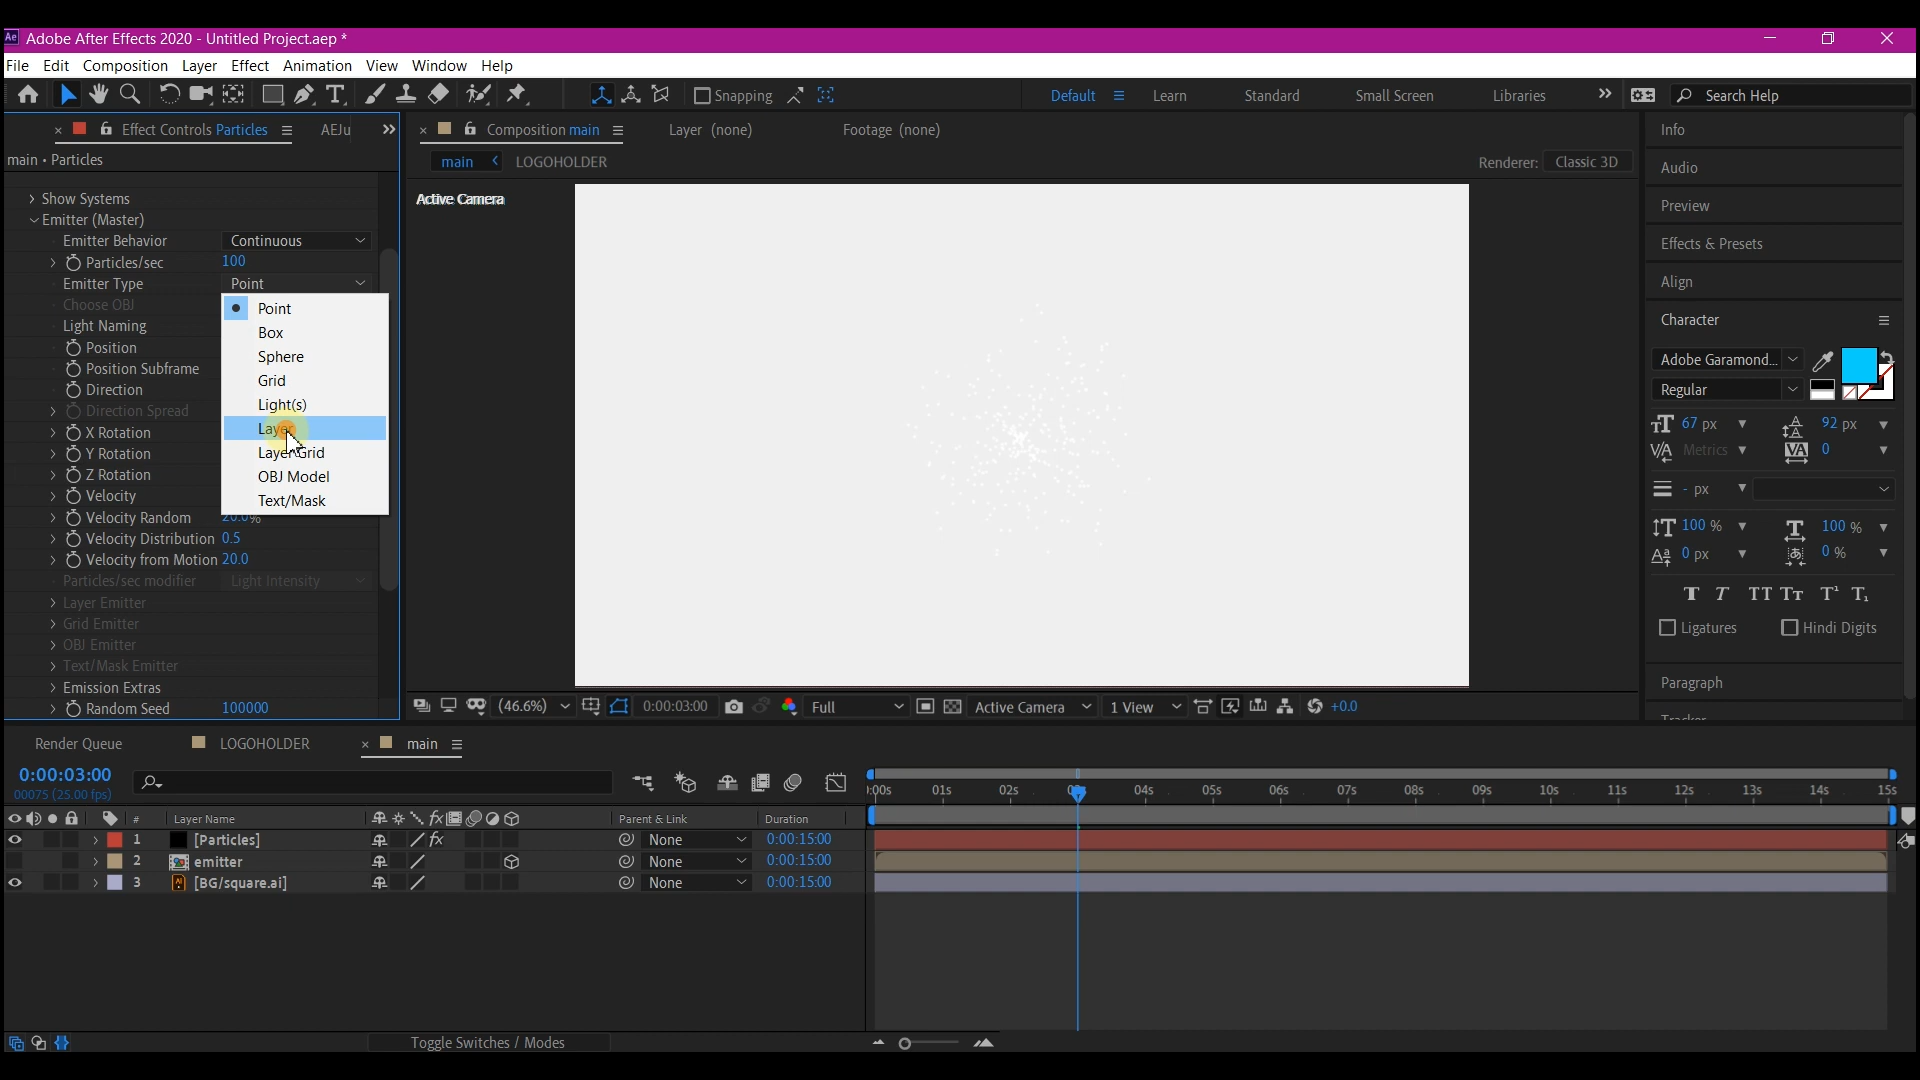 Ae Adobe After Effects 2020 - Untitled Project.aep *
File Edit Composition Layer Effect Animation View Window Help
Snapping Default Learn Standard Small Screen Libraries Search Help
Effect Controls Particles AEJu
Composition main Layer (none) Footage (none)
Info
main • Particles
main LOGOHOLDER Renderer: Classic 3D
Audio
Active Camera
Preview
Effects & Presets
Align
Show Systems
Emitter (Master)
Emitter Behavior Continuous
Particles/sec 100
Emitter Type Point
Choose OBJ
Light Naming
Position
Position Subframe
Direction
Direction Spread
X Rotation
Y Rotation
Z Rotation
Velocity
Velocity Random 20.0%
Velocity Distribution 0.5
Velocity from Motion 20.0
Particles/sec modifier Light Intensity
Layer Emitter
Grid Emitter
OBJ Emitter
Text/Mask Emitter
Emission Extras
Random Seed 100000
Point
Box
Sphere
Grid
Light(s)
Layer
Layer Grid
OBJ Model
Text/Mask
Character
Adobe Garamond...
Regular
67 px 92 px
Metrics 0
- px
100 % 100 %
0 px 0 %
Ligatures Hindi Digits
Paragraph
(46.6%) 0:00:03:00 Full Active Camera 1 View +0.0
Render Queue LOGOHOLDER main
0:00:03:00
00075 (25.00 fps)
:00s 01s 02s 04s 05s 06s 07s 08s 09s 10s 11s 12s 13s 14s 15s
# Layer Name Parent & Link Duration
1 [Particles] None 0:00:15:00
2 emitter None 0:00:15:00
3 [BG/square.ai] None 0:00:15:00
Toggle Switches / Modes